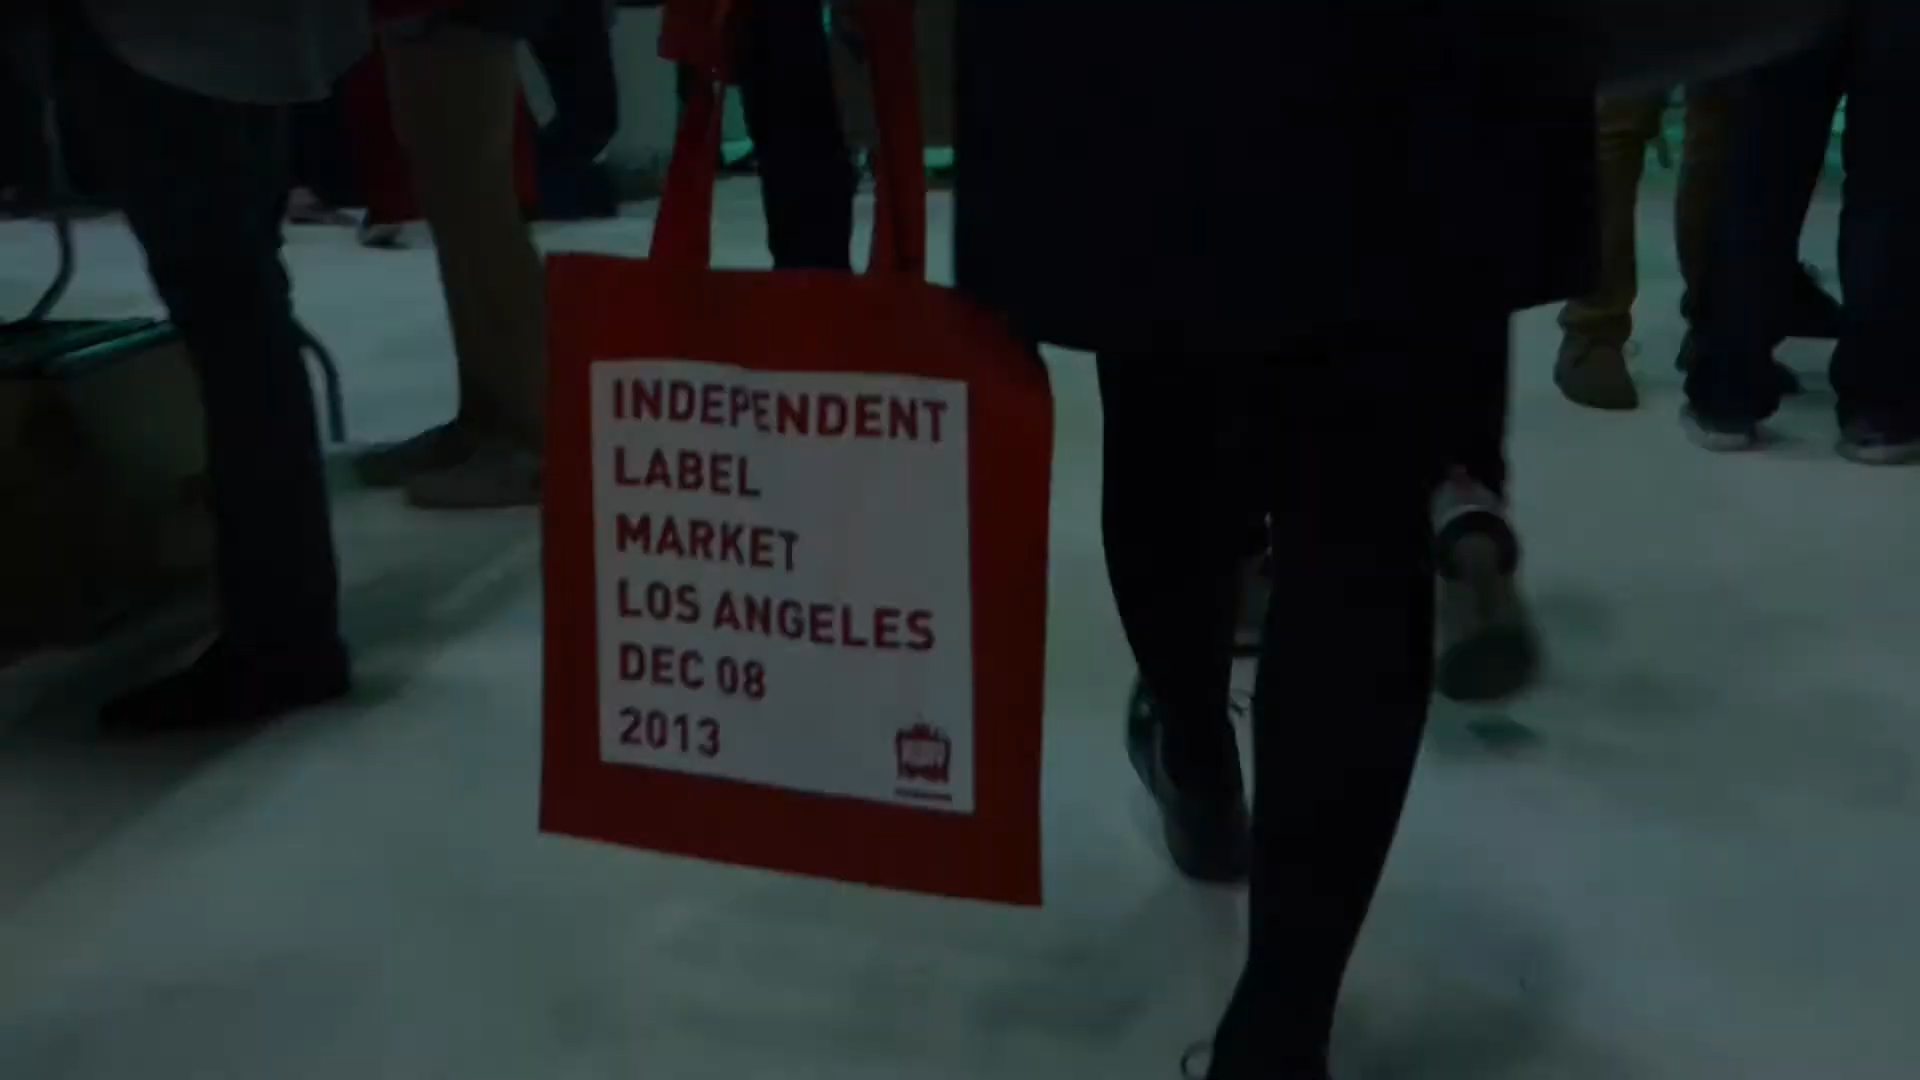 INDEPENDENT
LABEL
MARKET
LOS ANGELES
DEC 08
2013